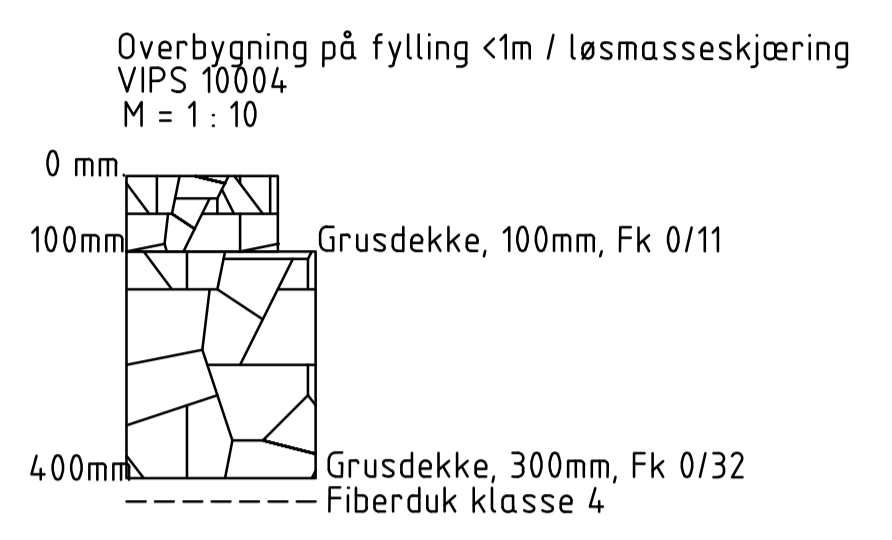 Overbygning på fylling <1m / løsmasseskjæring
VIPS 10004
M = 1 : 10
0 mm.
100mm Grusdekke, 100mm, Fk 0/11
400mm Grusdekke, 300mm, Fk 0/32
Fiberduk klasse 4